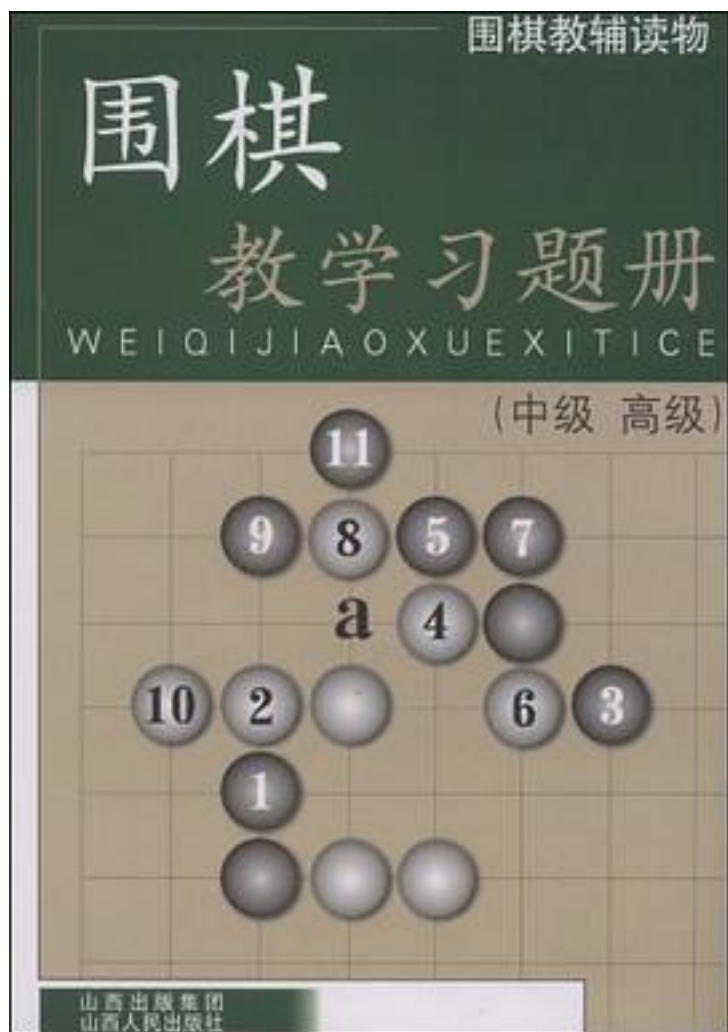 围棋教辅读物
围棋
教学习题册
WEIQIJIAOXUEXITICE
(中级 高级)
11
9 8 5 7
a 4
10 2 6 3
1
山西出版集团
山西人民出版社